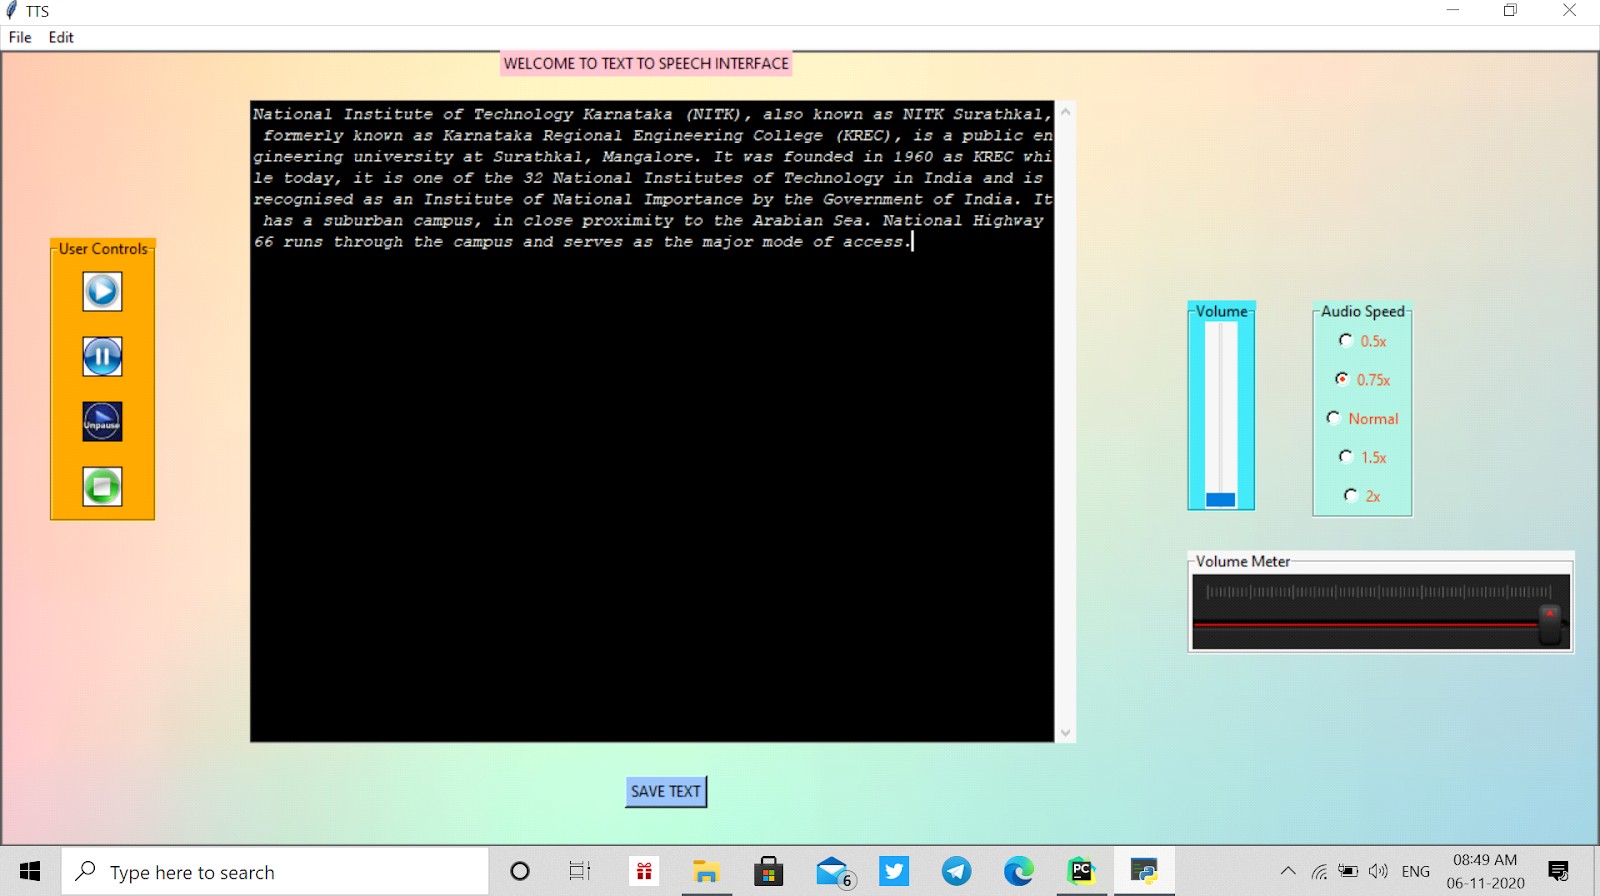 TTS
File Edit
WELCOME TO TEXT TO SPEECH INTERFACE
National Institute of Technology Karnataka (NITK), also known as NITK Surathkal,
formerly known as Karnataka Regional Engineering College (KREC), is a public en
gineering university at Surathkal, Mangalore. It was founded in 1960 as KREC whi
le today, it is one of the 32 National Institutes of Technology in India and is
recognised as an Institute of National Importance by the Government of India. It
has a suburban campus, in close proximity to the Arabian Sea. National Highway
66 runs through the campus and serves as the major mode of access.
User Controls
Unpause
Volume
Audio Speed
0.5x
0.75x
Normal
1.5x
2x
Volume Meter
SAVE TEXT
Type here to search
6
PC
ENG
08:49 AM
06-11-2020